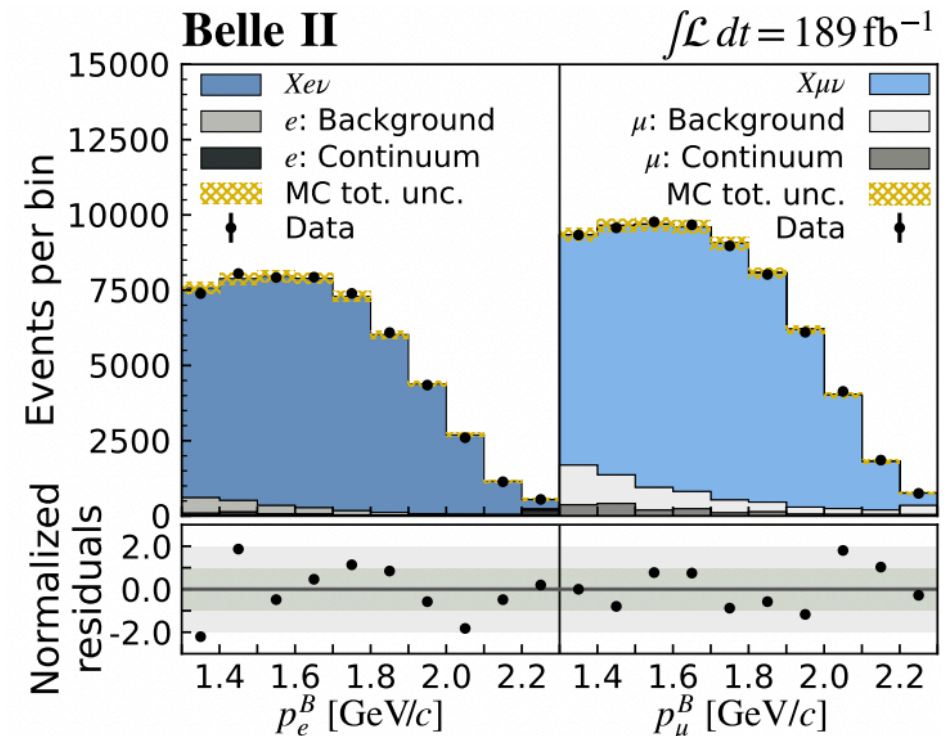 Belle II
∫ℒ dt = 189 fb⁻¹
Events per bin
15000
12500
10000
7500
5000
2500
0
Xeν
e: Background
e: Continuum
MC tot. unc.
Data
Xμν
μ: Background
μ: Continuum
MC tot. unc.
Data
Normalized
residuals
2.0
0.0
-2.0
1.4 1.6 1.8 2.0 2.2
1.4 1.6 1.8 2.0 2.2
p_e^B [GeV/c]
p_μ^B [GeV/c]